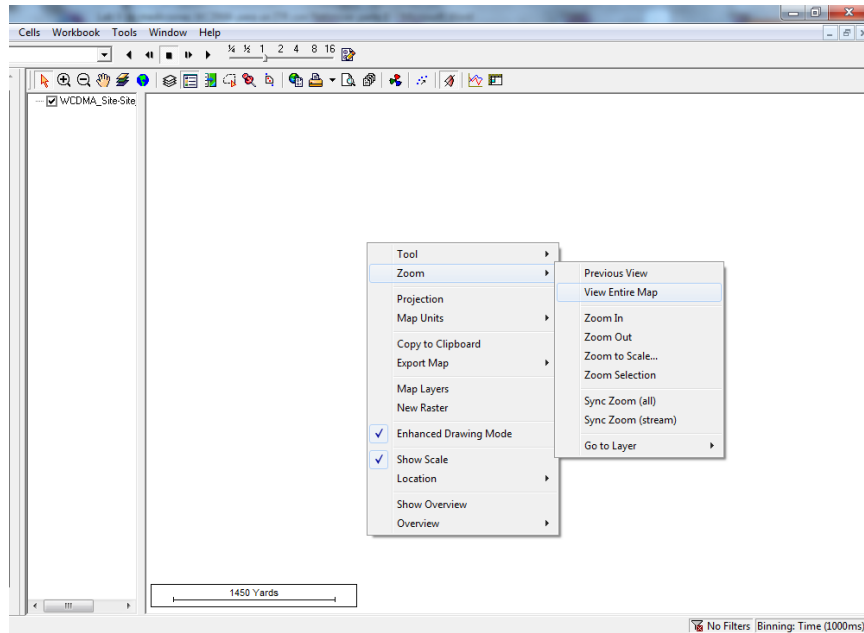 Cells Workbook Tools Window Help
¼ ½ 1 2 4 8 16
WCDMA_Site-Site
Tool
Zoom
Projection
Map Units
Copy to Clipboard
Export Map
Map Layers
New Raster
Enhanced Drawing Mode
Show Scale
Location
Show Overview
Overview
Previous View
View Entire Map
Zoom In
Zoom Out
Zoom to Scale...
Zoom Selection
Sync Zoom (all)
Sync Zoom (stream)
Go to Layer
1450 Yards
No Filters Binning: Time (1000ms)